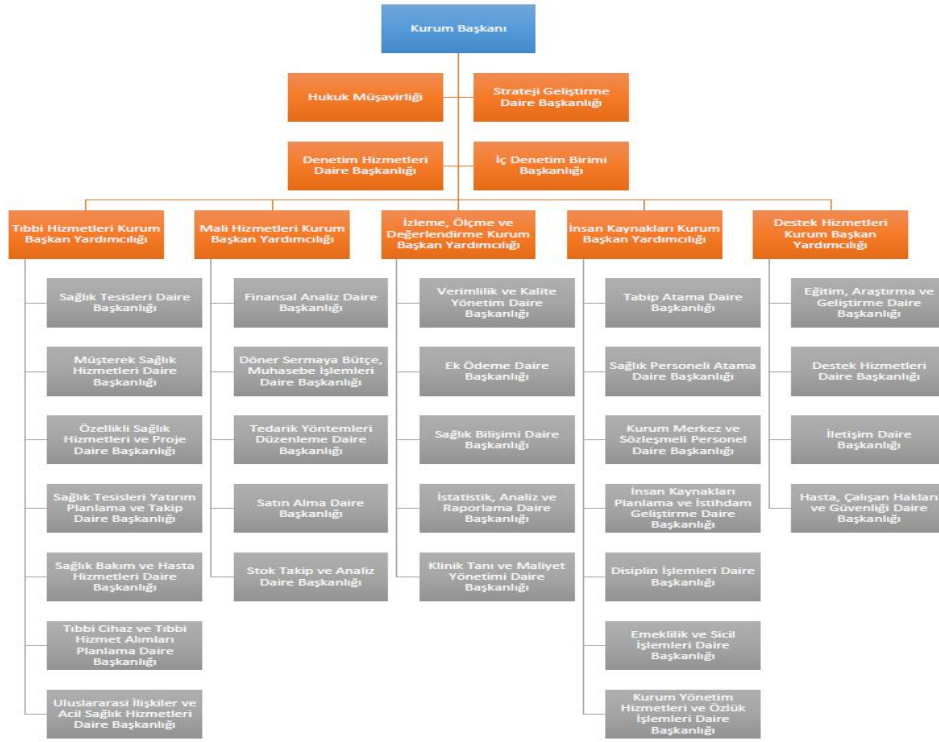 Kurum Başkanı
Hukuk Müşavirliği
Strateji Geliştirme
Daire Başkanlığı
Denetim Hizmetleri
Daire Başkanlığı
İç Denetim Birimi
Başkanlığı
Tıbbi Hizmetleri Kurum
Başkan Yardımcılığı
Mali Hizmetleri Kurum
Başkan Yardımcılığı
İzleme, Ölçme ve
Değerlendirme Kurum
Başkan Yardımcılığı
İnsan Kaynakları Kurum
Başkan Yardımcılığı
Destek Hizmetleri
Kurum Başkan
Yardımcılığı
Sağlık Tesisleri Daire
Başkanlığı
Müşterek Sağlık
Hizmetleri Daire
Başkanlığı
Özellikli Sağlık
Hizmetleri ve Proje
Daire Başkanlığı
Sağlık Tesisleri Yatırım
Planlama ve Takip
Daire Başkanlığı
Sağlık Bakım ve Hasta
Hizmetleri Daire
Başkanlığı
Tıbbi Cihaz ve Tıbbi
Hizmet Alımları
Planlama Daire
Başkanlığı
Uluslararası İlişkiler ve
Acil Sağlık Hizmetleri
Daire Başkanlığı
Finansal Analiz Daire
Başkanlığı
Döner Sermaya Bütçe,
Muhasebe İşlemleri
Daire Başkanlığı
Tedarik Yöntemleri
Düzenleme Daire
Başkanlığı
Satın Alma Daire
Başkanlığı
Stok Takip ve Analiz
Daire Başkanlığı
Verimlilik ve Kalite
Yönetim Daire
Başkanlığı
Ek Ödeme Daire
Başkanlığı
Sağlık Bilişimi Daire
Başkanlığı
İstatistik, Analiz ve
Raporlama Daire
Başkanlığı
Klinik Tanı ve Maliyet
Yönetimi Daire
Başkanlığı
Tabip Atama Daire
Başkanlığı
Sağlık Personeli Atama
Daire Başkanlığı
Kurum Merkez ve
Sözleşmeli Personel
Daire Başkanlığı
İnsan Kaynakları
Planlama ve İstihdam
Geliştirme Daire
Başkanlığı
Disiplin İşlemleri Daire
Başkanlığı
Emeklilik ve Sicil
İşlemleri Daire
Başkanlığı
Kurum Yönetim
Hizmetleri ve Özlük
İşlemleri Daire
Başkanlığı
Eğitim, Araştırma ve
Geliştirme Daire
Başkanlığı
Destek Hizmetleri
Daire Başkanlığı
İletişim Daire
Başkanlığı
Hasta, Çalışan Hakları
ve Güvenliği Daire
Başkanlığı